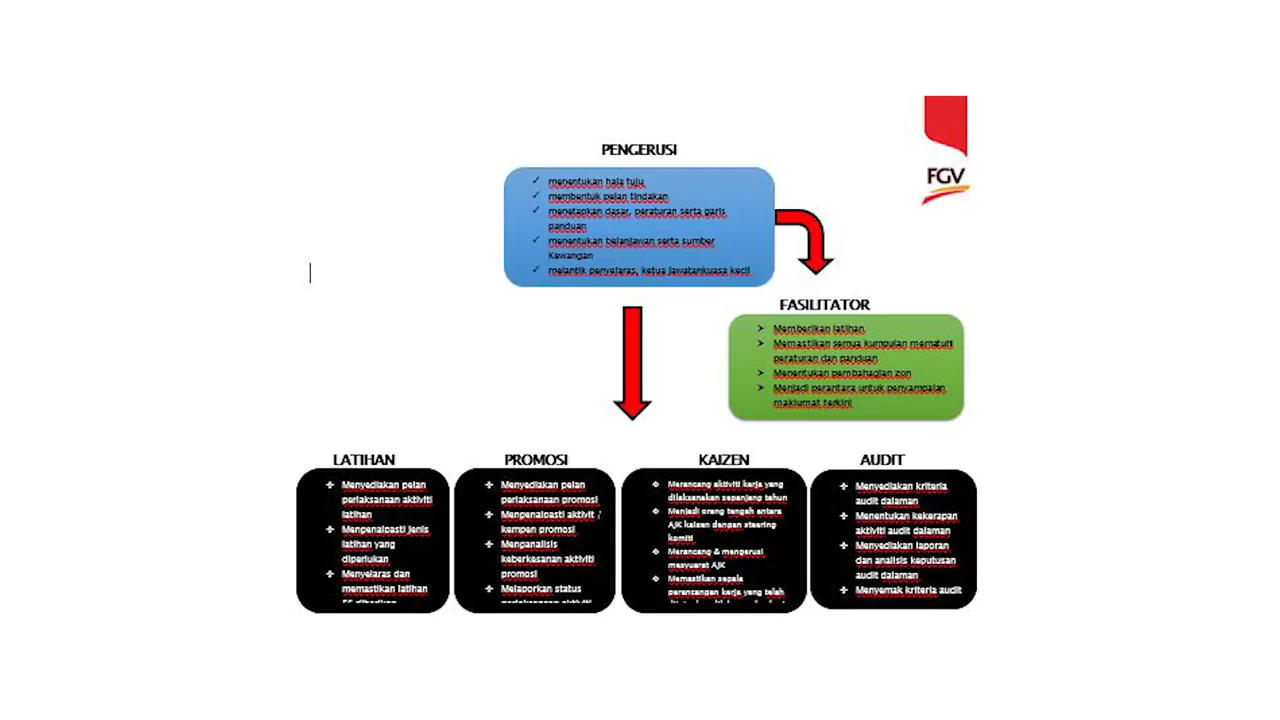 PENGERUSI
FGV
menentukan hala tuju
membentuk pelan tindakan
menetapkan dasar, peraturan serta garis
panduan
menentukan belanjawan serta sumber
Kewangan
melantik penyelaras, ketua jawatankuasa kecil
FASILITATOR
Memberikan latihan
Memastikan semua kumpulan mematuhi
peraturan dan panduan
Menentukan pembahagian zon
Menjadi perantara untuk penyampaian
maklumat terkini
LATIHAN
Menyediakan pelan
perlaksanaan aktiviti
latihan
Mengenalpasti jenis
latihan yang
diperlukan
Menyelaras dan
memastikan latihan
PROMOSI
Menyediakan pelan
perlaksanaan promosi
Mengenalpasti aktivit /
kempen promosi
Menganalisis
keberkesanan aktiviti
promosi
Melaporkan status
perlaksanaan aktiviti
KAIZEN
Merancang aktiviti kerja yang
dilaksanakan sepanjang tahun
Menjadi orang tengah antara
AJK kaizen dengan steering
komiti
Merancang & mengerusi
mesyuarat AJK
Memastikan segala
perancangan kerja yang telah
AUDIT
Menyediakan kriteria
audit dalaman
Menentukan kekerapan
aktiviti audit dalaman
Menyediakan laporan
dan analisis keputusan
audit dalaman
Menyemak kriteria audit